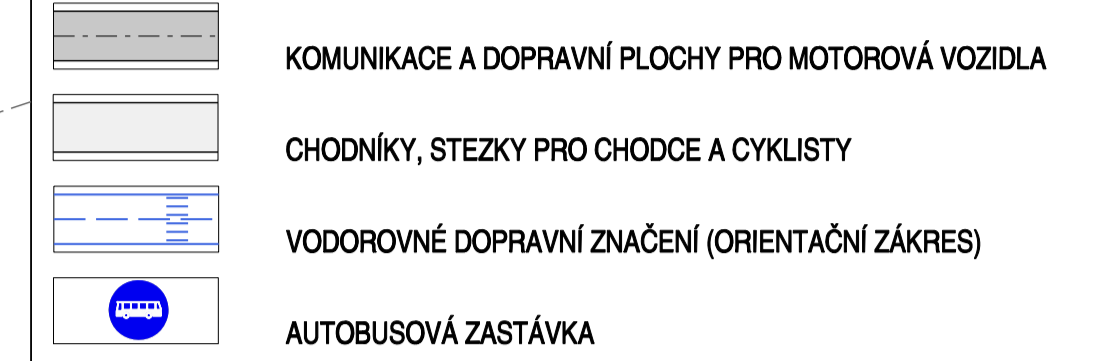 KOMUNIKACE A DOPRAVNÍ PLOCHY PRO MOTOROVÁ VOZIDLA
CHODNÍKY, STEZKY PRO CHODCE A CYKLISTY
VODOROVNÉ DOPRAVNÍ ZNAČENÍ (ORIENTAČNÍ ZÁKRES)
AUTOBUSOVÁ ZASTÁVKA